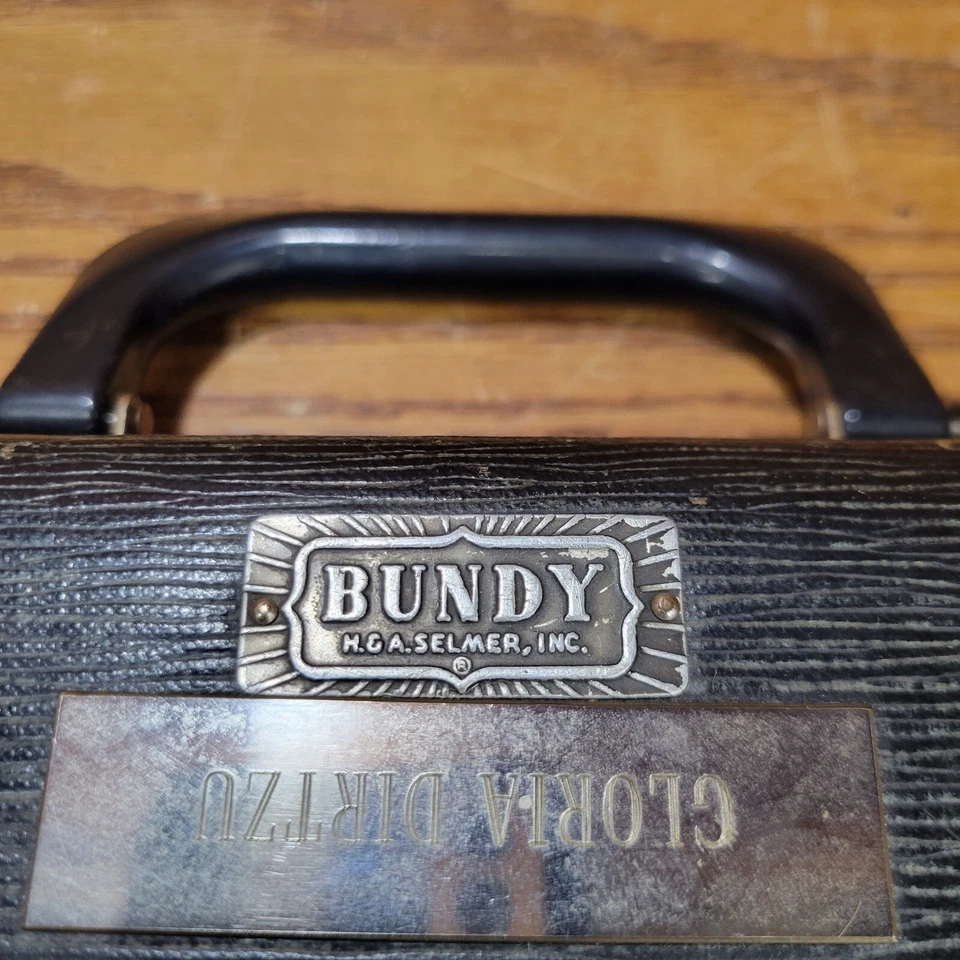 BUNDY
H.&A. SELMER, INC.
®
GLORIA DIRTZU